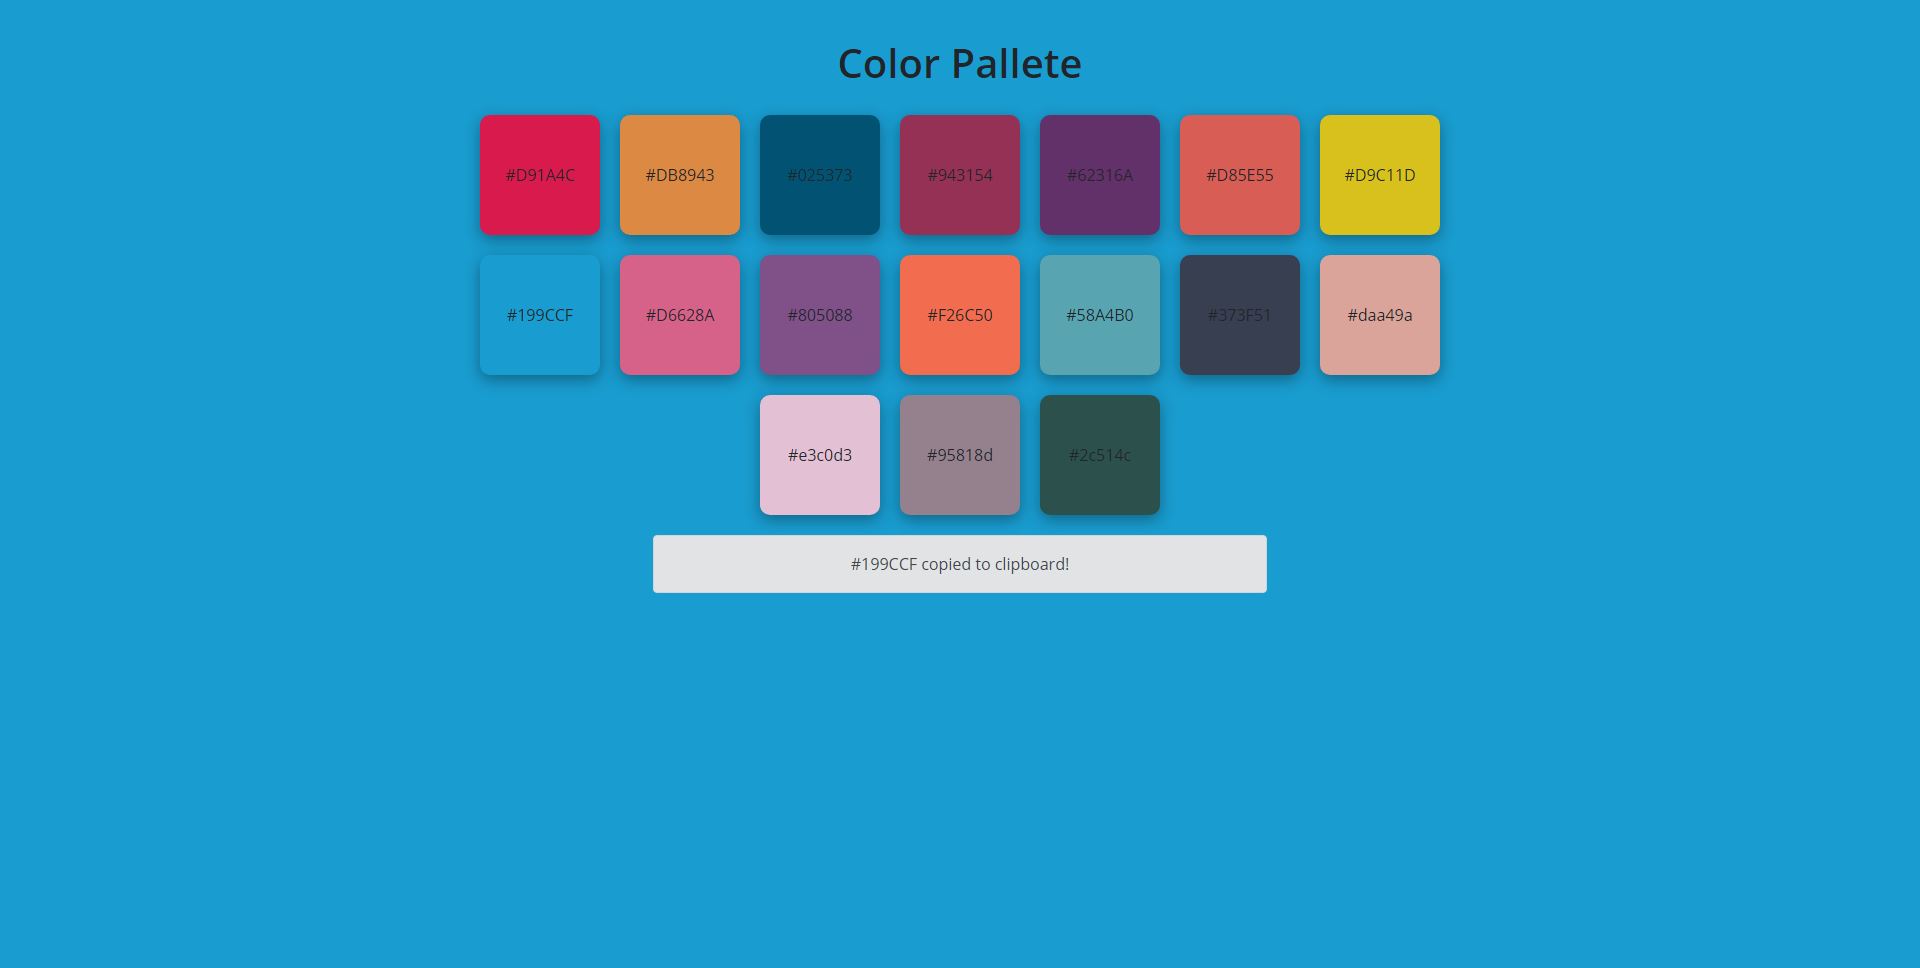 Color Pallete
#D91A4C #DB8943 #025373 #943154 #62316A #D85E55 #D9C11D
#199CCF #D6628A #805088 #F26C50 #58A4B0 #373F51 #daa49a
#e3c0d3 #95818d #2c514c
#199CCF copied to clipboard!